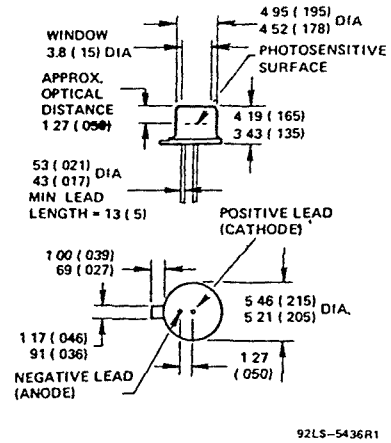 4 95 (195) DIA
4 52 (178)
WINDOW
3.8 (15) DIA
PHOTOSENSITIVE
SURFACE
APPROX.
OPTICAL
DISTANCE
1 27 (050)
4 19 (165)
3 43 (135)
53 (021) DIA
43 (017)
MIN LEAD
LENGTH = 13 (5)
POSITIVE LEAD
(CATHODE)
1 00 (039)
69 (027)
5 46 (215) DIA.
5 21 (205)
1 17 (046)
91 (036)
1 27
(050)
NEGATIVE LEAD
(ANODE)
92LS-5436R1